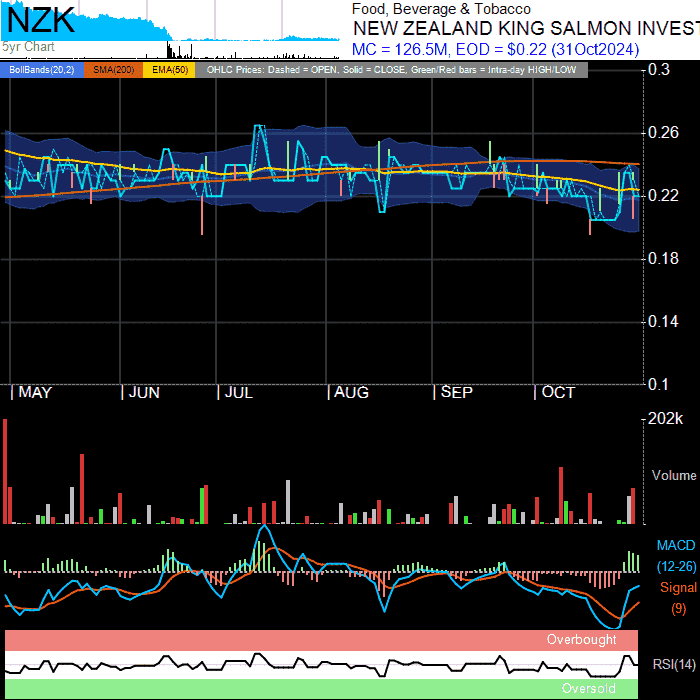 NZK
5yr Chart
Food, Beverage & Tobacco
NEW ZEALAND KING SALMON INVEST
MC = 126.5M, EOD = $0.22 (31Oct2024)
BollBands(20,2) SMA(200) EMA(50) OHLC Prices: Dashed = OPEN, Solid = CLOSE, Green/Red bars = Intra-day HIGH/LOW
0.3
0.26
0.22
0.18
0.14
0.1
MAY JUN JUL AUG SEP OCT
202k
Volume
MACD
(12-26)
Signal
(9)
Overbought
RSI(14)
Oversold